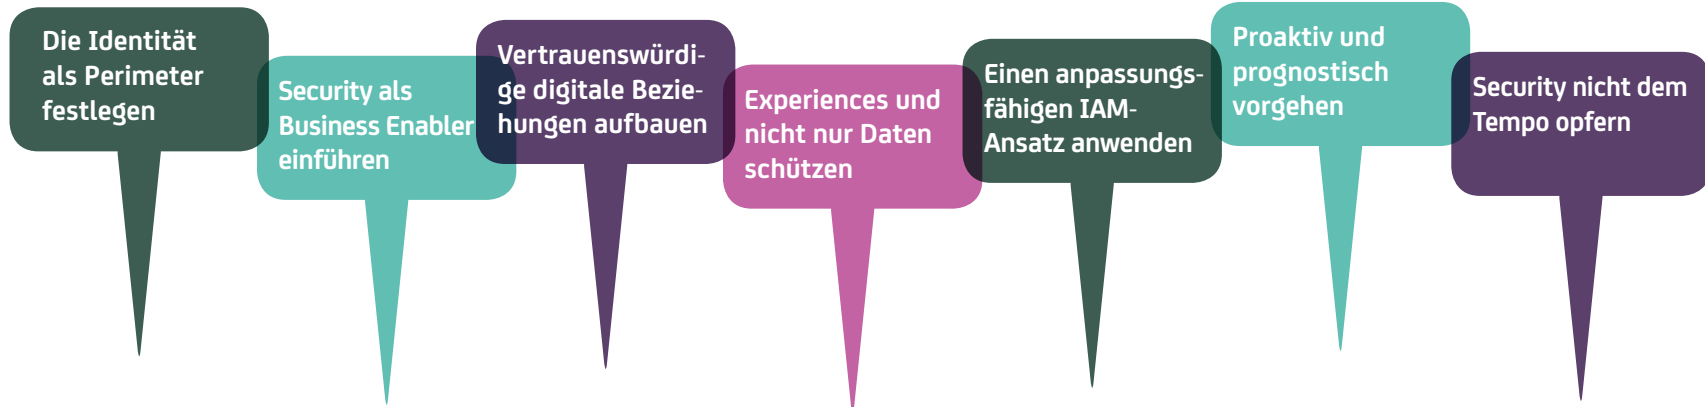 Die Identität
als Perimeter
festlegen
Security als
Business Enabler
einführen
Vertrauenswürdi-
ge digitale Bezie-
hungen aufbauen
Experiences und
nicht nur Daten
schützen
Einen anpassungs-
fähigen IAM-
Ansatz anwenden
Proaktiv und
prognostisch
vorgehen
Security nicht dem
Tempo opfern